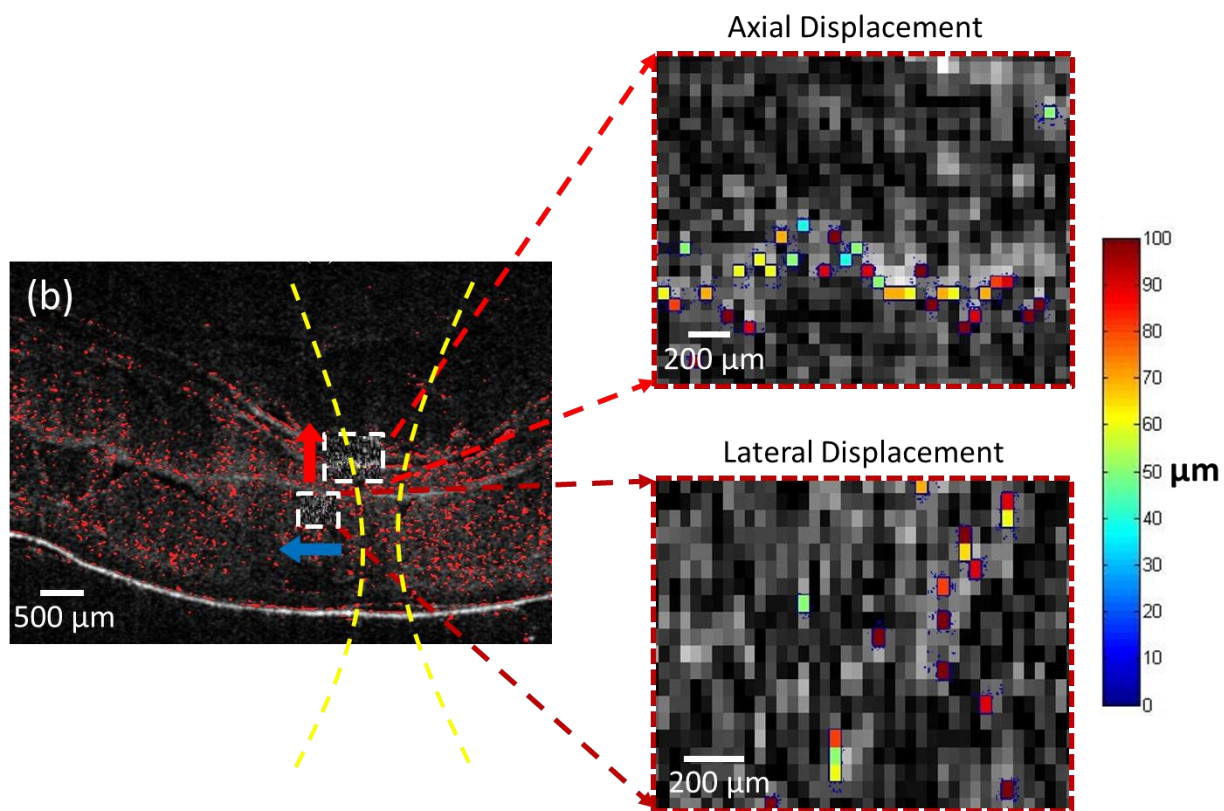 Axial Displacement
200 μm
(b)
500 μm
Lateral Displacement
200 μm
100
90
80
70
60
50
40
30
20
10
0
μm